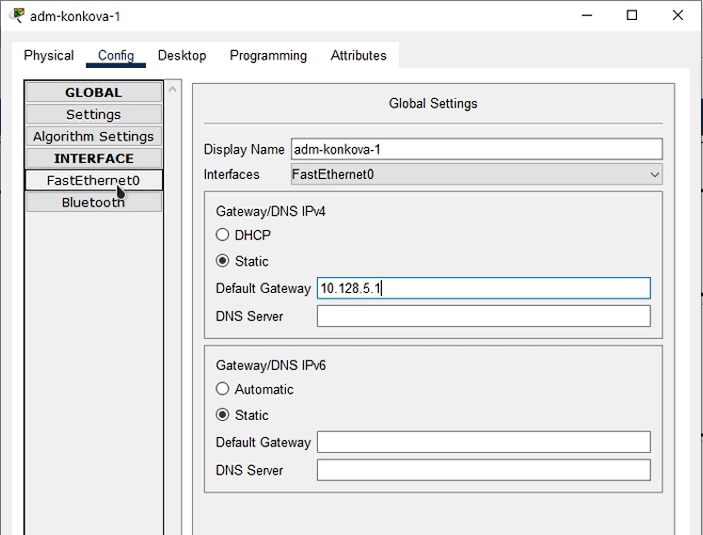 adm-konkova-1
Physical Config Desktop Programming Attributes
GLOBAL
Settings
Algorithm Settings
INTERFACE
FastEthernet0
Bluetooth
Global Settings
Display Name adm-konkova-1
Interfaces FastEthernet0
Gateway/DNS IPv4
DHCP
Static
Default Gateway 10.128.5.1
DNS Server
Gateway/DNS IPv6
Automatic
Static
Default Gateway
DNS Server